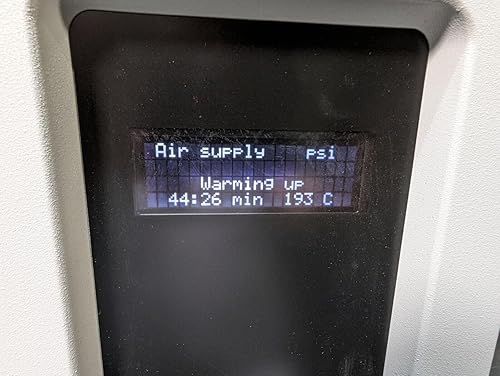 Air supply psi
Warming up
44:26 min 193 C